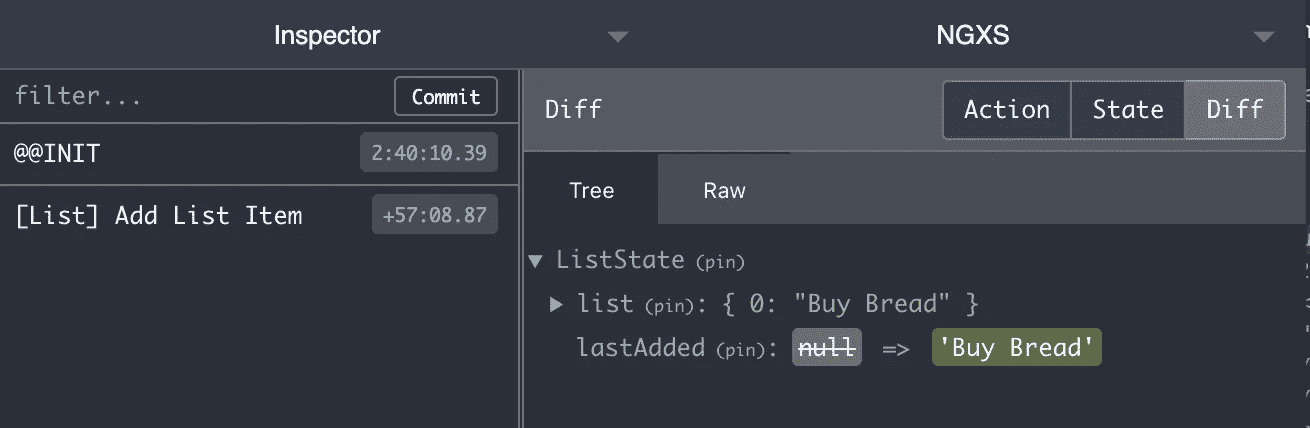 Inspector NGXS
filter... Commit
@@INIT 2:40:10.39
[List] Add List Item +57:08.87
Diff Action State Diff
Tree Raw
ListState (pin)
list (pin): { 0: "Buy Bread" }
lastAdded (pin): null => 'Buy Bread'